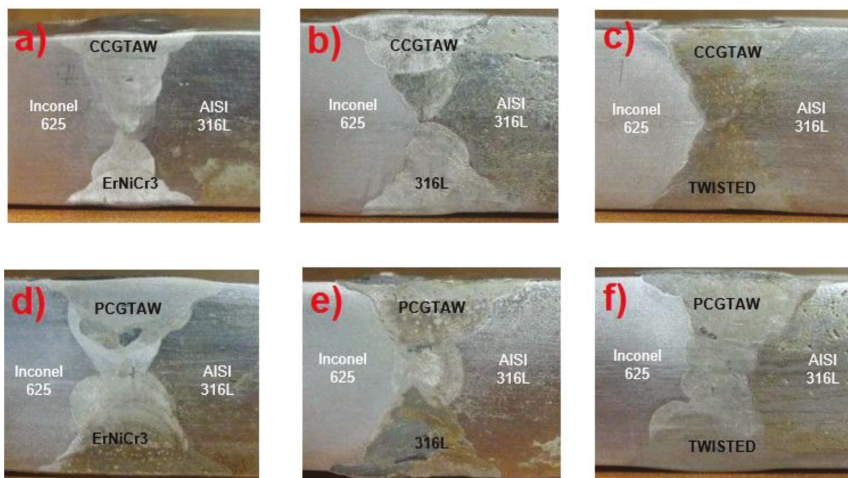 a)
CCGTAW
Inconel
625
AISI
316L
ErNiCr3
b)
CCGTAW
Inconel
625
AISI
316L
316L
c)
CCGTAW
Inconel
625
AISI
316L
TWISTED
d)
PCGTAW
Inconel
625
AISI
316L
ErNiCr3
e)
PCGTAW
Inconel
625
AISI
316L
316L
f)
PCGTAW
Inconel
625
AISI
316L
TWISTED